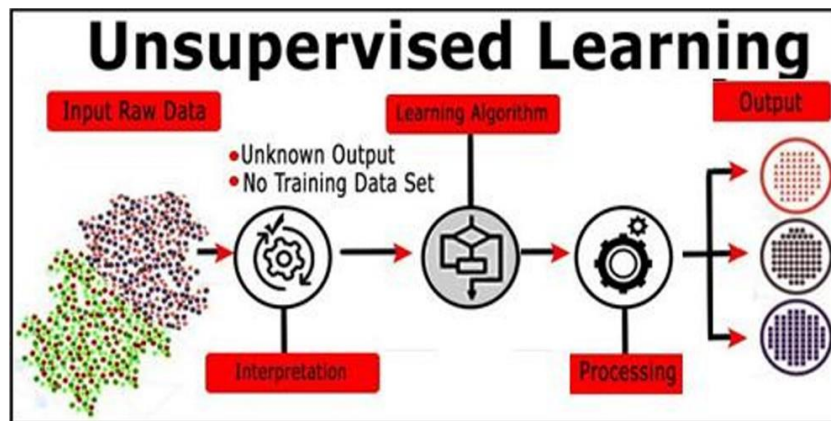 Unsupervised Learning
Input Raw Data
Learning Algorithm
Output
•Unknown Output
•No Training Data Set
Interpretation
Processing